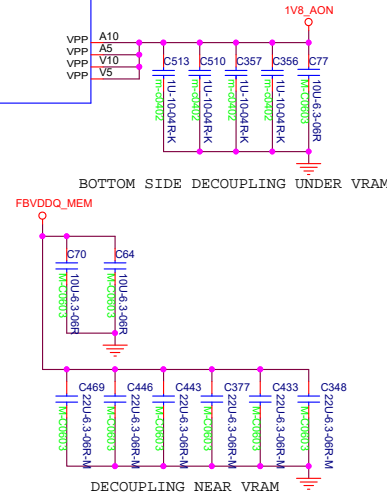 1V8_AON
VPP A10
VPP A5
VPP V10
VPP V5
C513 C510 C357 C356 C77
1U-10-04R-K 1U-10-04R-K 1U-10-04R-K 1U-10-04R-K 10U-6.3-06R
m-c0402 m-c0402 m-c0402 m-c0402 M-C0603
BOTTOM SIDE DECOUPLING UNDER VRAM
FBVDDQ_MEM
C70 C64
10U-6.3-06R 10U-6.3-06R
M-C0603 M-C0603
C469 C446 C443 C377 C433 C348
22U-6.3-06R-M 22U-6.3-06R-M 22U-6.3-06R-M 22U-6.3-06R-M 22U-6.3-06R-M 22U-6.3-06R-M
M-C0603 M-C0603 M-C0603 M-C0603 M-C0603 M-C0603
DECOUPLING NEAR VRAM